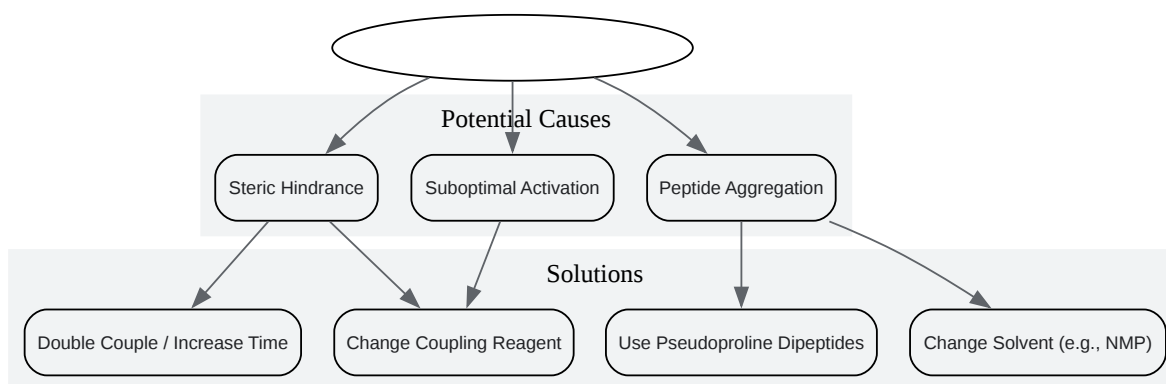 Potential Causes
Steric Hindrance
Suboptimal Activation
Peptide Aggregation
Solutions
Double Couple / Increase Time
Change Coupling Reagent
Use Pseudoproline Dipeptides
Change Solvent (e.g., NMP)